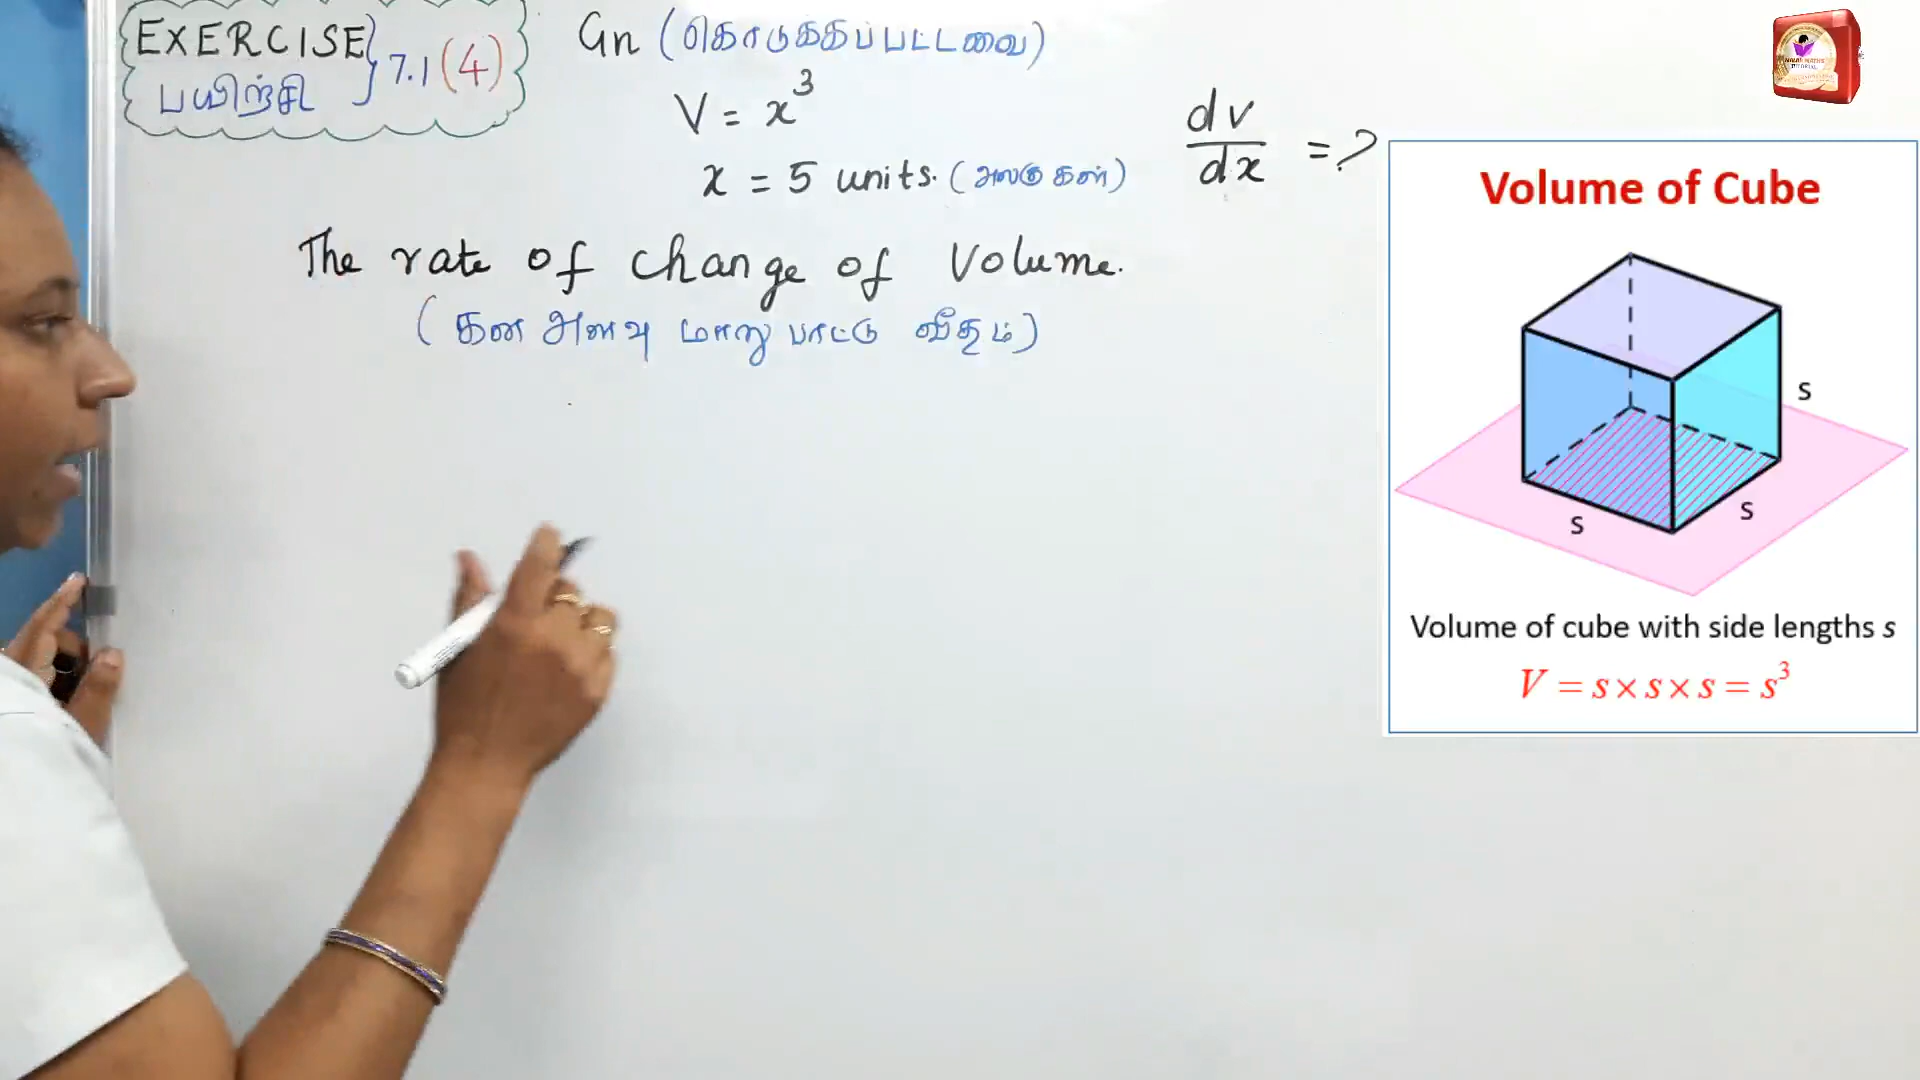 EXERCISE
பயிற்சி } 7.1 (4)
Gn (கொடுக்கப்பட்டவை)
V = x³
x = 5 units. (அலகுகள்)
dv/dx = ?
The rate of change of Volume.
(கன அளவு மாறுபாட்டு வீதம்)
Volume of Cube
s
s
s
Volume of cube with side lengths s
V = s × s × s = s³